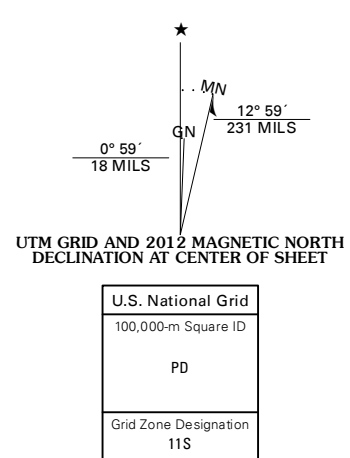 ★
MN
GN
12° 59´
231 MILS
0° 59´
18 MILS
UTM GRID AND 2012 MAGNETIC NORTH
DECLINATION AT CENTER OF SHEET
U.S. National Grid
100,000-m Square ID
PD
Grid Zone Designation
11S